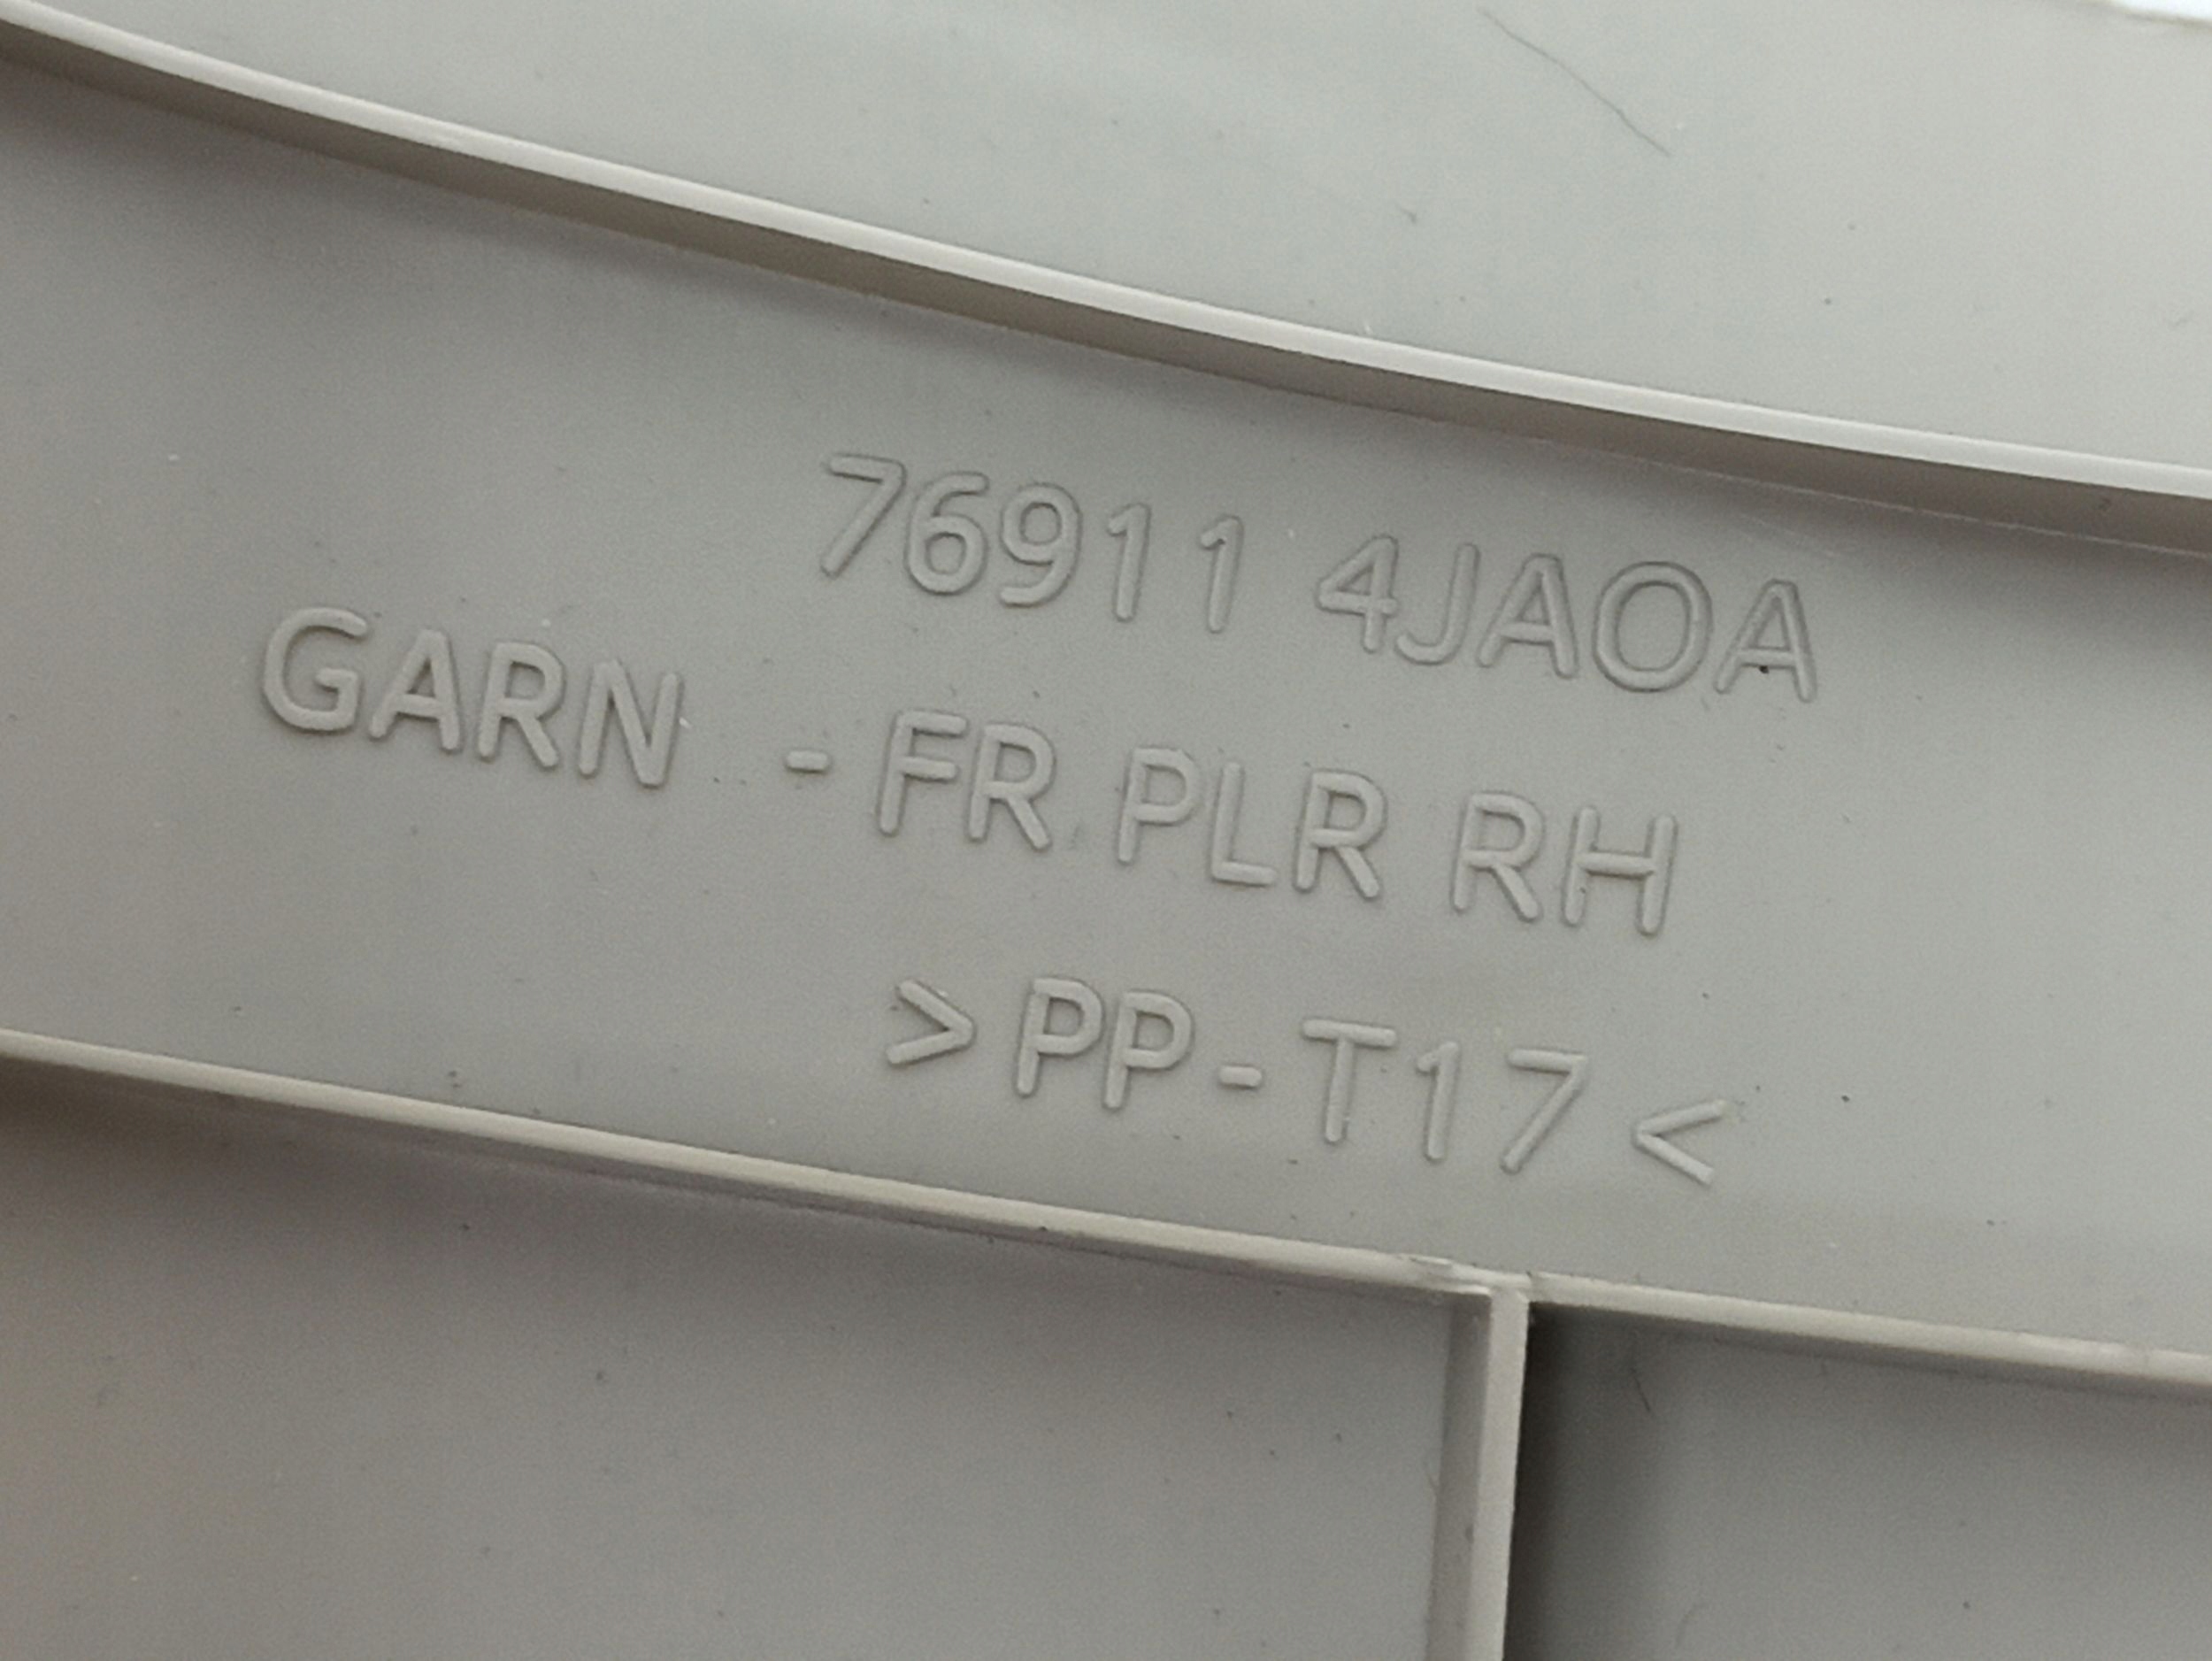 76911 4JA0A
GARN - FR PLR RH
>PP-T17<